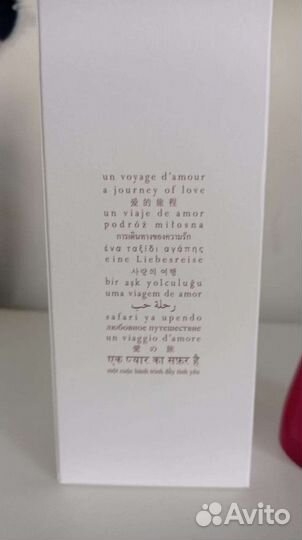 un voyage d'amour
a journey of love
愛的旅程
un viaje de amor
podróż miłosna
การเดินทางของความรัก
ένα ταξίδι αγάπης
eine Liebesreise
사랑의 여행
bir aşk yolculuğu
uma viagem de amor
رحلة حب
safari ya upendo
любовное путешествие
un viaggio d'amore
愛の旅
एक प्यार का सफ़र है
một cuộc hành trình đầy tình yêu
Avito